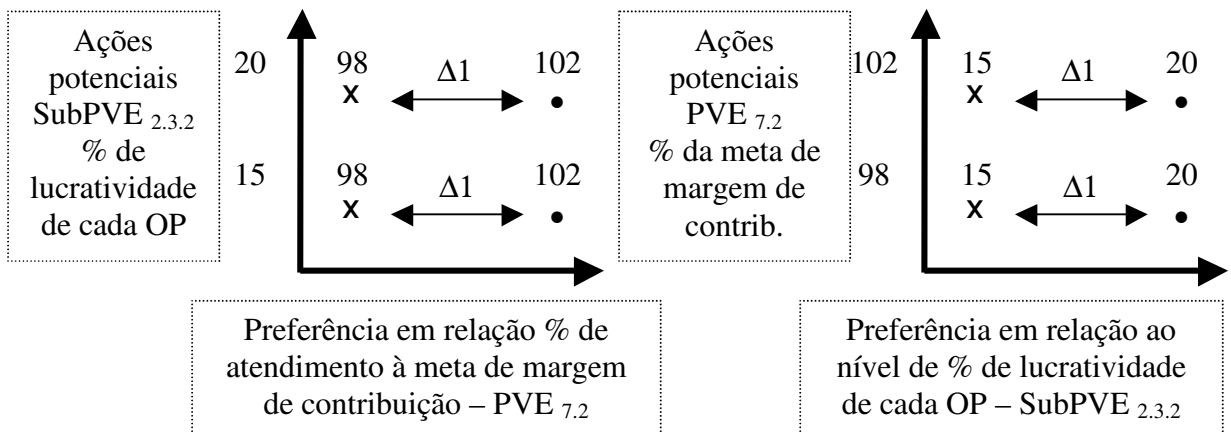 Ações
potenciais
SubPVE 2.3.2
% de
lucratividade
de cada OP
20
98
Δ1
102
15
98
Δ1
102
Preferência em relação % de
atendimento à meta de margem
de contribuição – PVE 7.2
Ações
potenciais
PVE 7.2
% da meta de
margem de
contrib.
102
15
Δ1
20
98
15
Δ1
20
Preferência em relação ao
nível de % de lucratividade
de cada OP – SubPVE 2.3.2